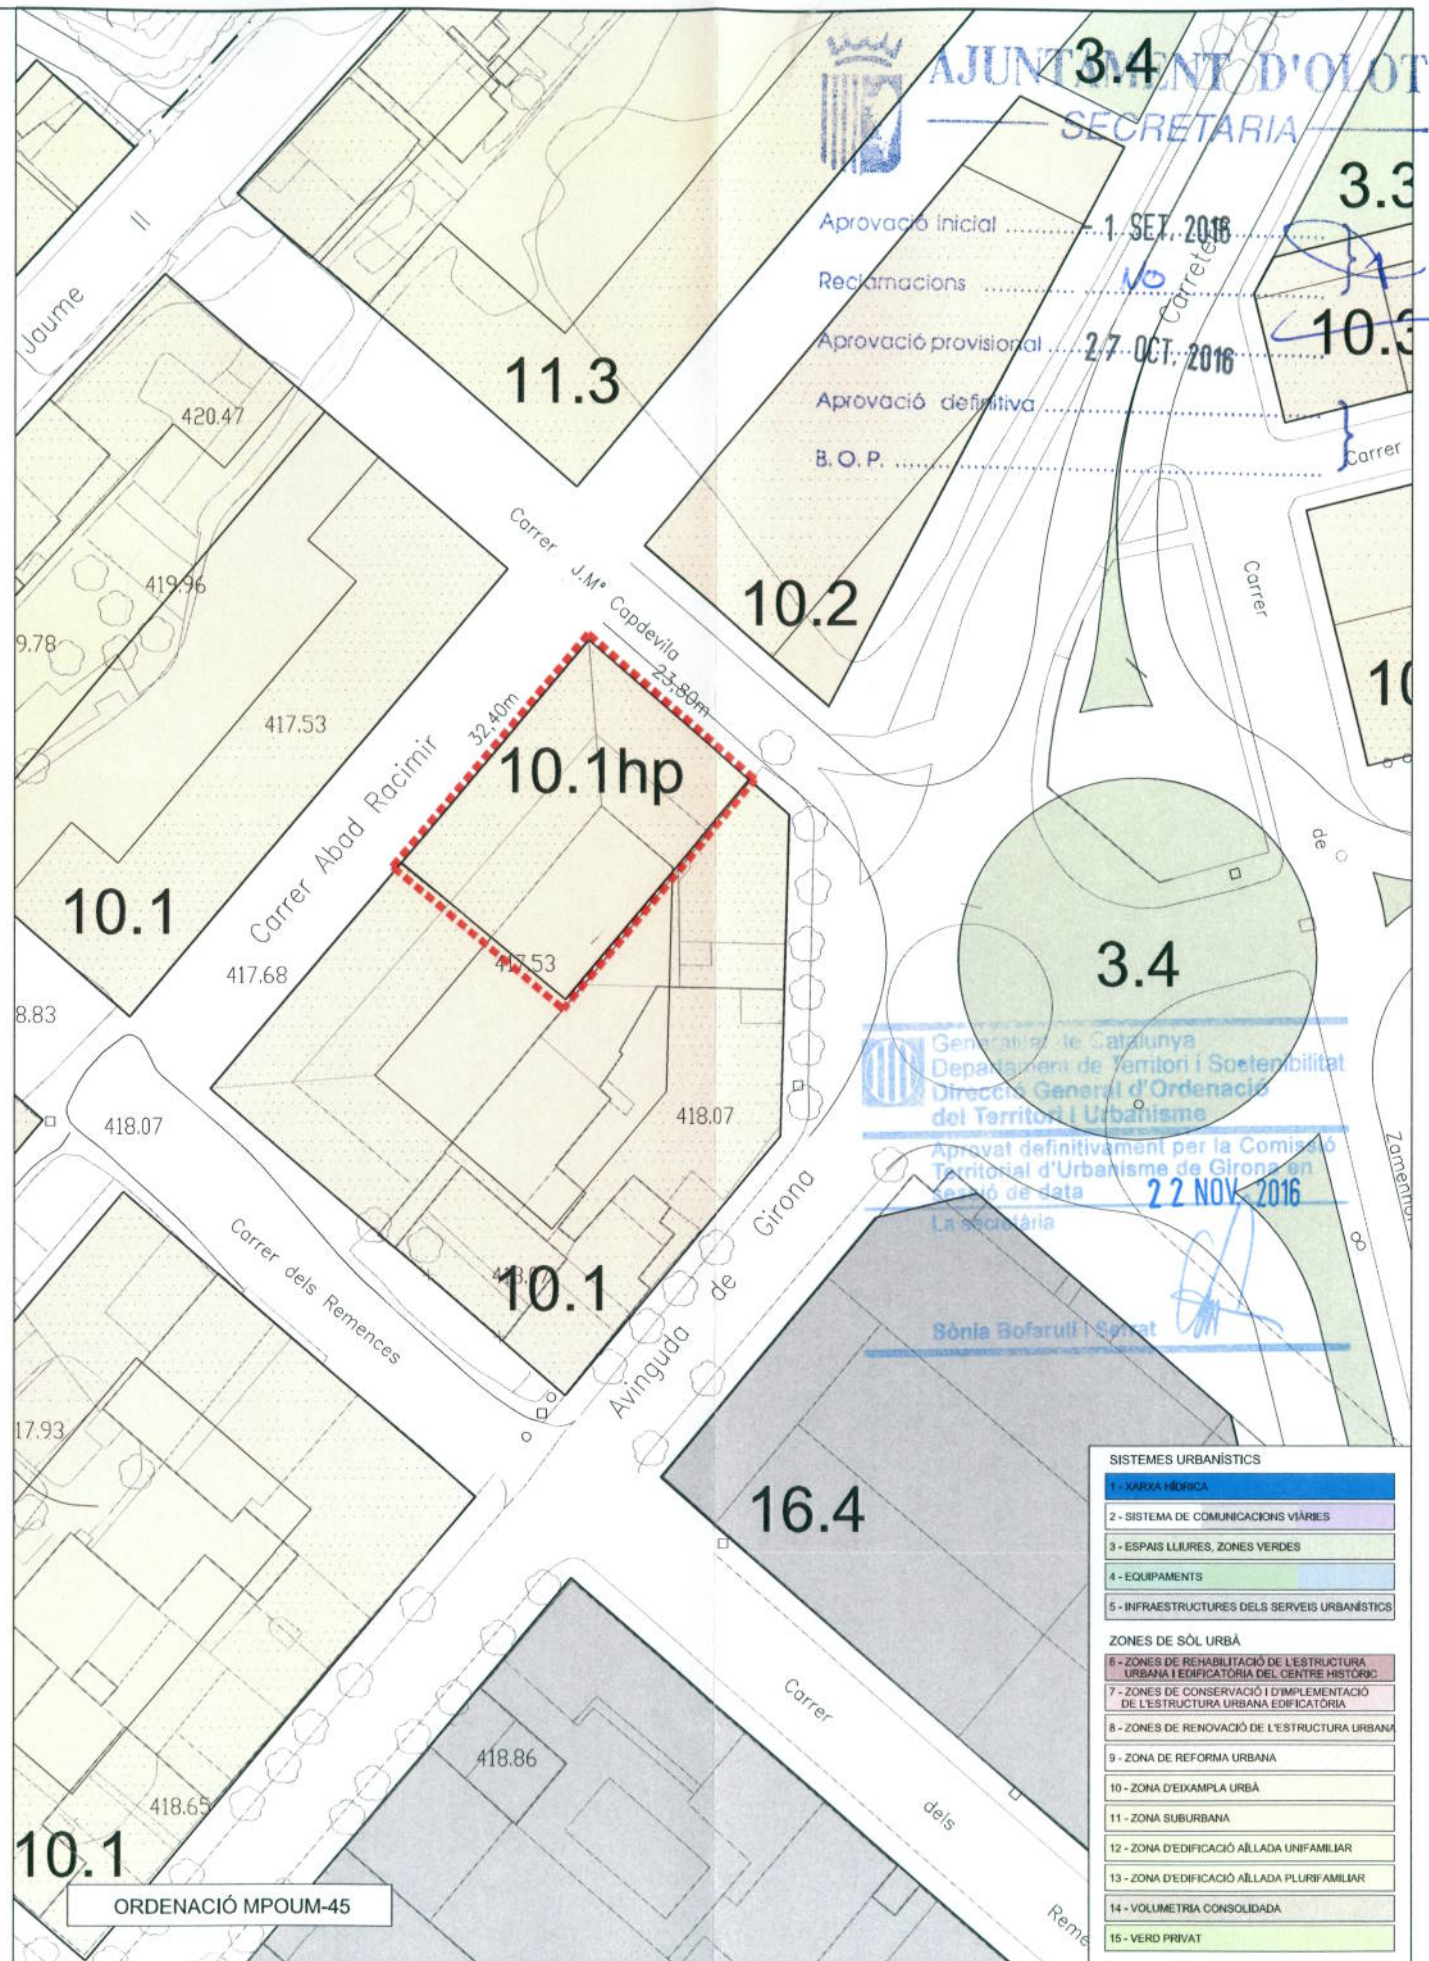 AJUNTAMENT D'OLOT
SECRETARIA
Aprovació inicial - 1 SET. 2016
Reclamacions NO
Aprovació provisional 27 OCT. 2016
Aprovació definitiva
B.O.P.
3.4
3.3
10.3
Carretera
Carrer
Jaume II
11.3
420.47
Carrer J.Mª Capdevila
10.2
Carrer
419.96
9.78
10
23,80m
32,40m
417.53
10.1hp
Carrer Abad Racimir
de
10.1
417.68
417.53
3.4
8.83
Generalitat de Catalunya
Departament de Territori i Sostenibilitat
Direcció General d'Ordenació
del Territori i Urbanisme
Aprovat definitivament per la Comissió
Territorial d'Urbanisme de Girona en
sessió de data 22 NOV. 2016
La secretària
Sònia Bofarull i Serrat
418.07
418.07
Zamenhof
Carrer dels Remences
10.1
Avinguda de Girona
17.93
16.4
418.86
Carrer dels Reme
418.65
10.1
ORDENACIÓ MPOUM-45
SISTEMES URBANÍSTICS
1 - XARXA HÍDRICA
2 - SISTEMA DE COMUNICACIONS VIÀRIES
3 - ESPAIS LLIURES, ZONES VERDES
4 - EQUIPAMENTS
5 - INFRAESTRUCTURES DELS SERVEIS URBANÍSTICS
ZONES DE SÒL URBÀ
6 - ZONES DE REHABILITACIÓ DE L'ESTRUCTURA
URBANA I EDIFICATÒRIA DEL CENTRE HISTÒRIC
7 - ZONES DE CONSERVACIÓ I D'IMPLEMENTACIÓ
DE L'ESTRUCTURA URBANA EDIFICATÒRIA
8 - ZONES DE RENOVACIÓ DE L'ESTRUCTURA URBANA
9 - ZONA DE REFORMA URBANA
10 - ZONA D'EIXAMPLA URBÀ
11 - ZONA SUBURBANA
12 - ZONA D'EDIFICACIÓ AÏLLADA UNIFAMILIAR
13 - ZONA D'EDIFICACIÓ AÏLLADA PLURIFAMILIAR
14 - VOLUMETRIA CONSOLIDADA
15 - VERD PRIVAT